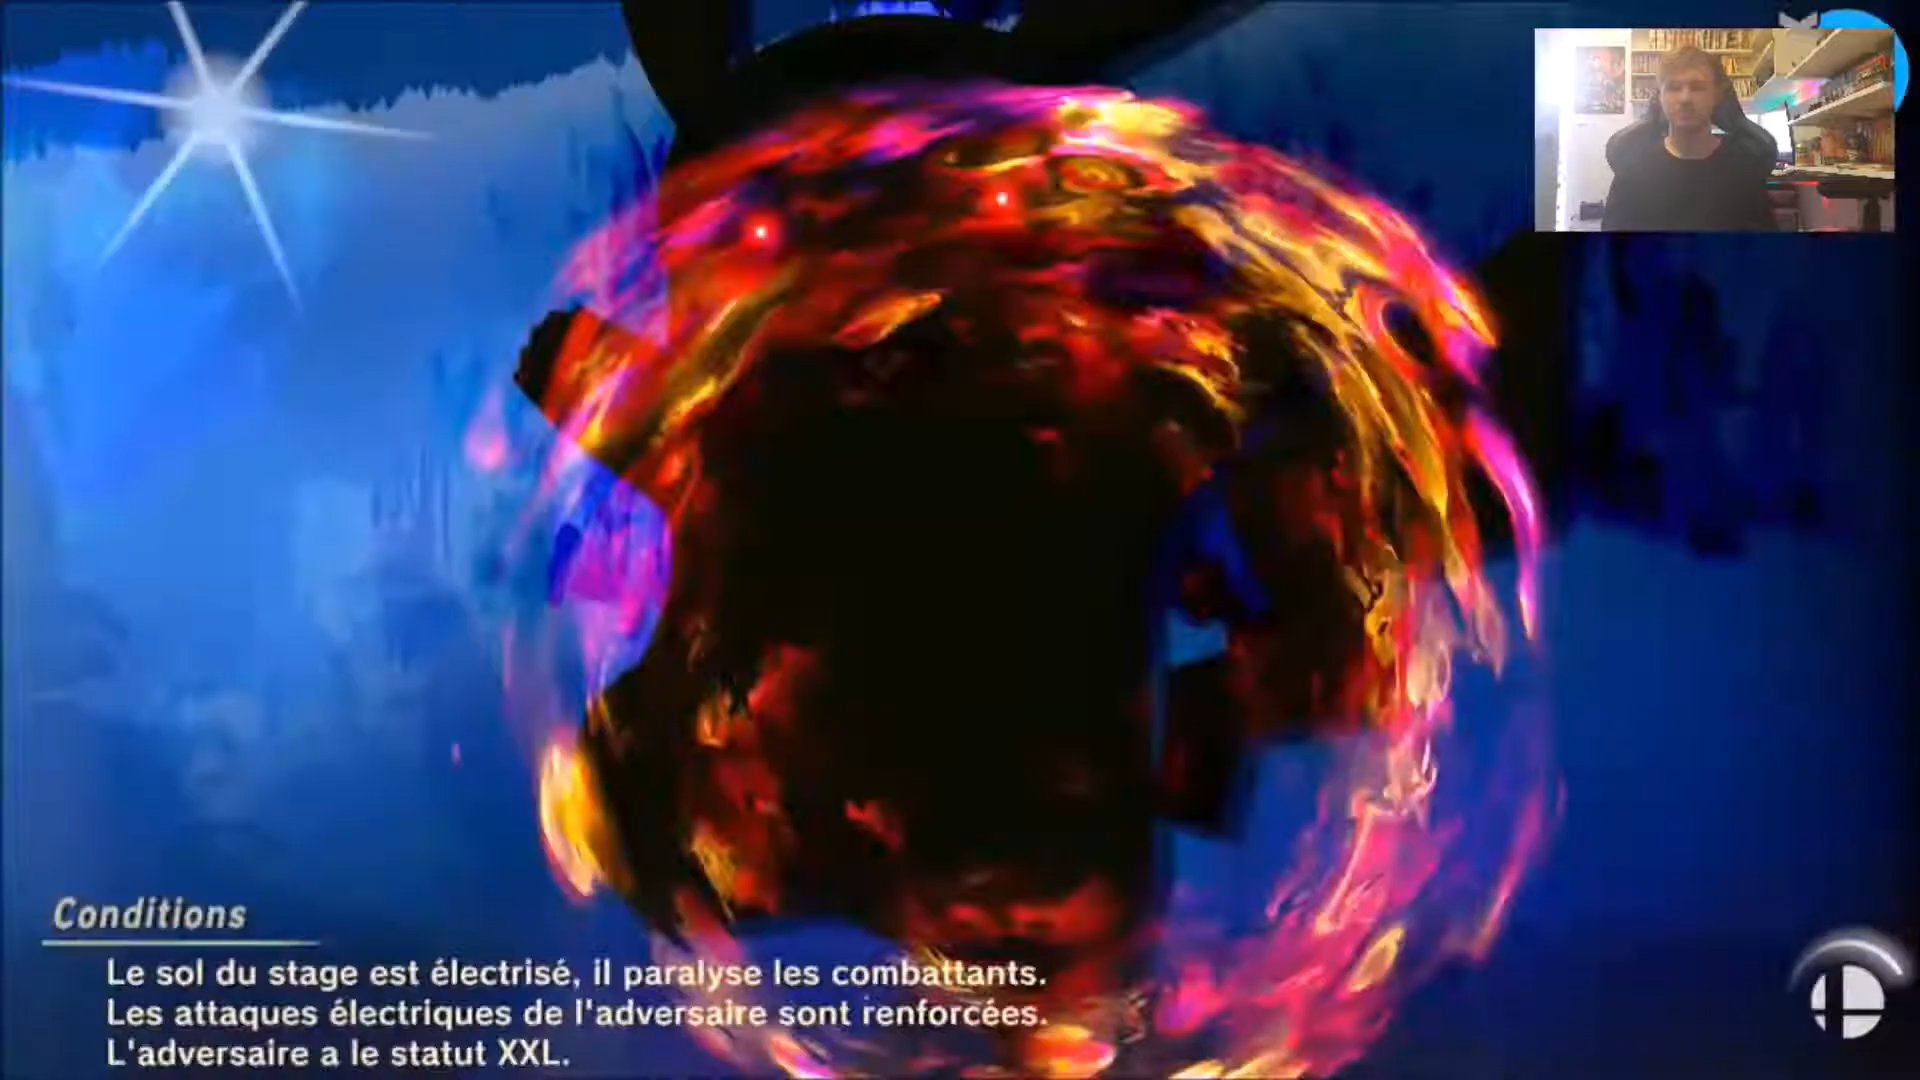 Conditions
Le sol du stage est électrisé, il paralyse les combattants.
Les attaques électriques de l'adversaire sont renforcées.
L'adversaire a le statut XXL.